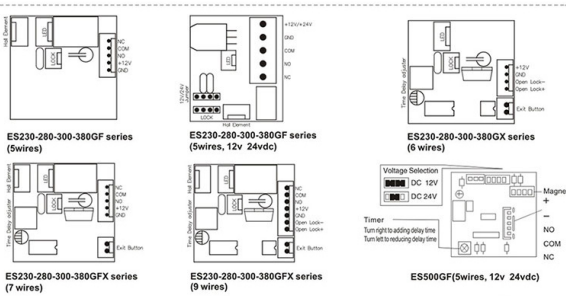 Hall Element
LED
LOCK
NC
COM
NO
+12V
GND
ES230-280-300-380GF series
(5wires)
+12V/+24V
GND
COM
NO
NC
LED
12V/24V
Jumper
LOCK
Hall Element
ES230-280-300-380GF series
(5wires, 12v 24vdc)
LED
LOCK
Time Delay adjuster
+12V
GND
Open Lock-
Open Lock+
Exit Button
ES230-280-300-380GX series
(6 wires)
Hall Element
LED
LOCK
Time Delay adjuster
NC
COM
NO
+12V
GND
Exit Button
ES230-280-300-380GFX series
(7 wires)
Hall Element
LED
LOCK
Time Delay adjuster
NC
COM
NO
+12V
GND
Open Lock-
Open Lock+
Exit Button
ES230-280-300-380GFX series
(9 wires)
Voltage Selection
DC 12V
DC 24V
Timer
Turn right to adding delay time
Turn left to reducing delay time
Magne
+
−
NO
COM
NC
ES500GF(5wires, 12v 24vdc)